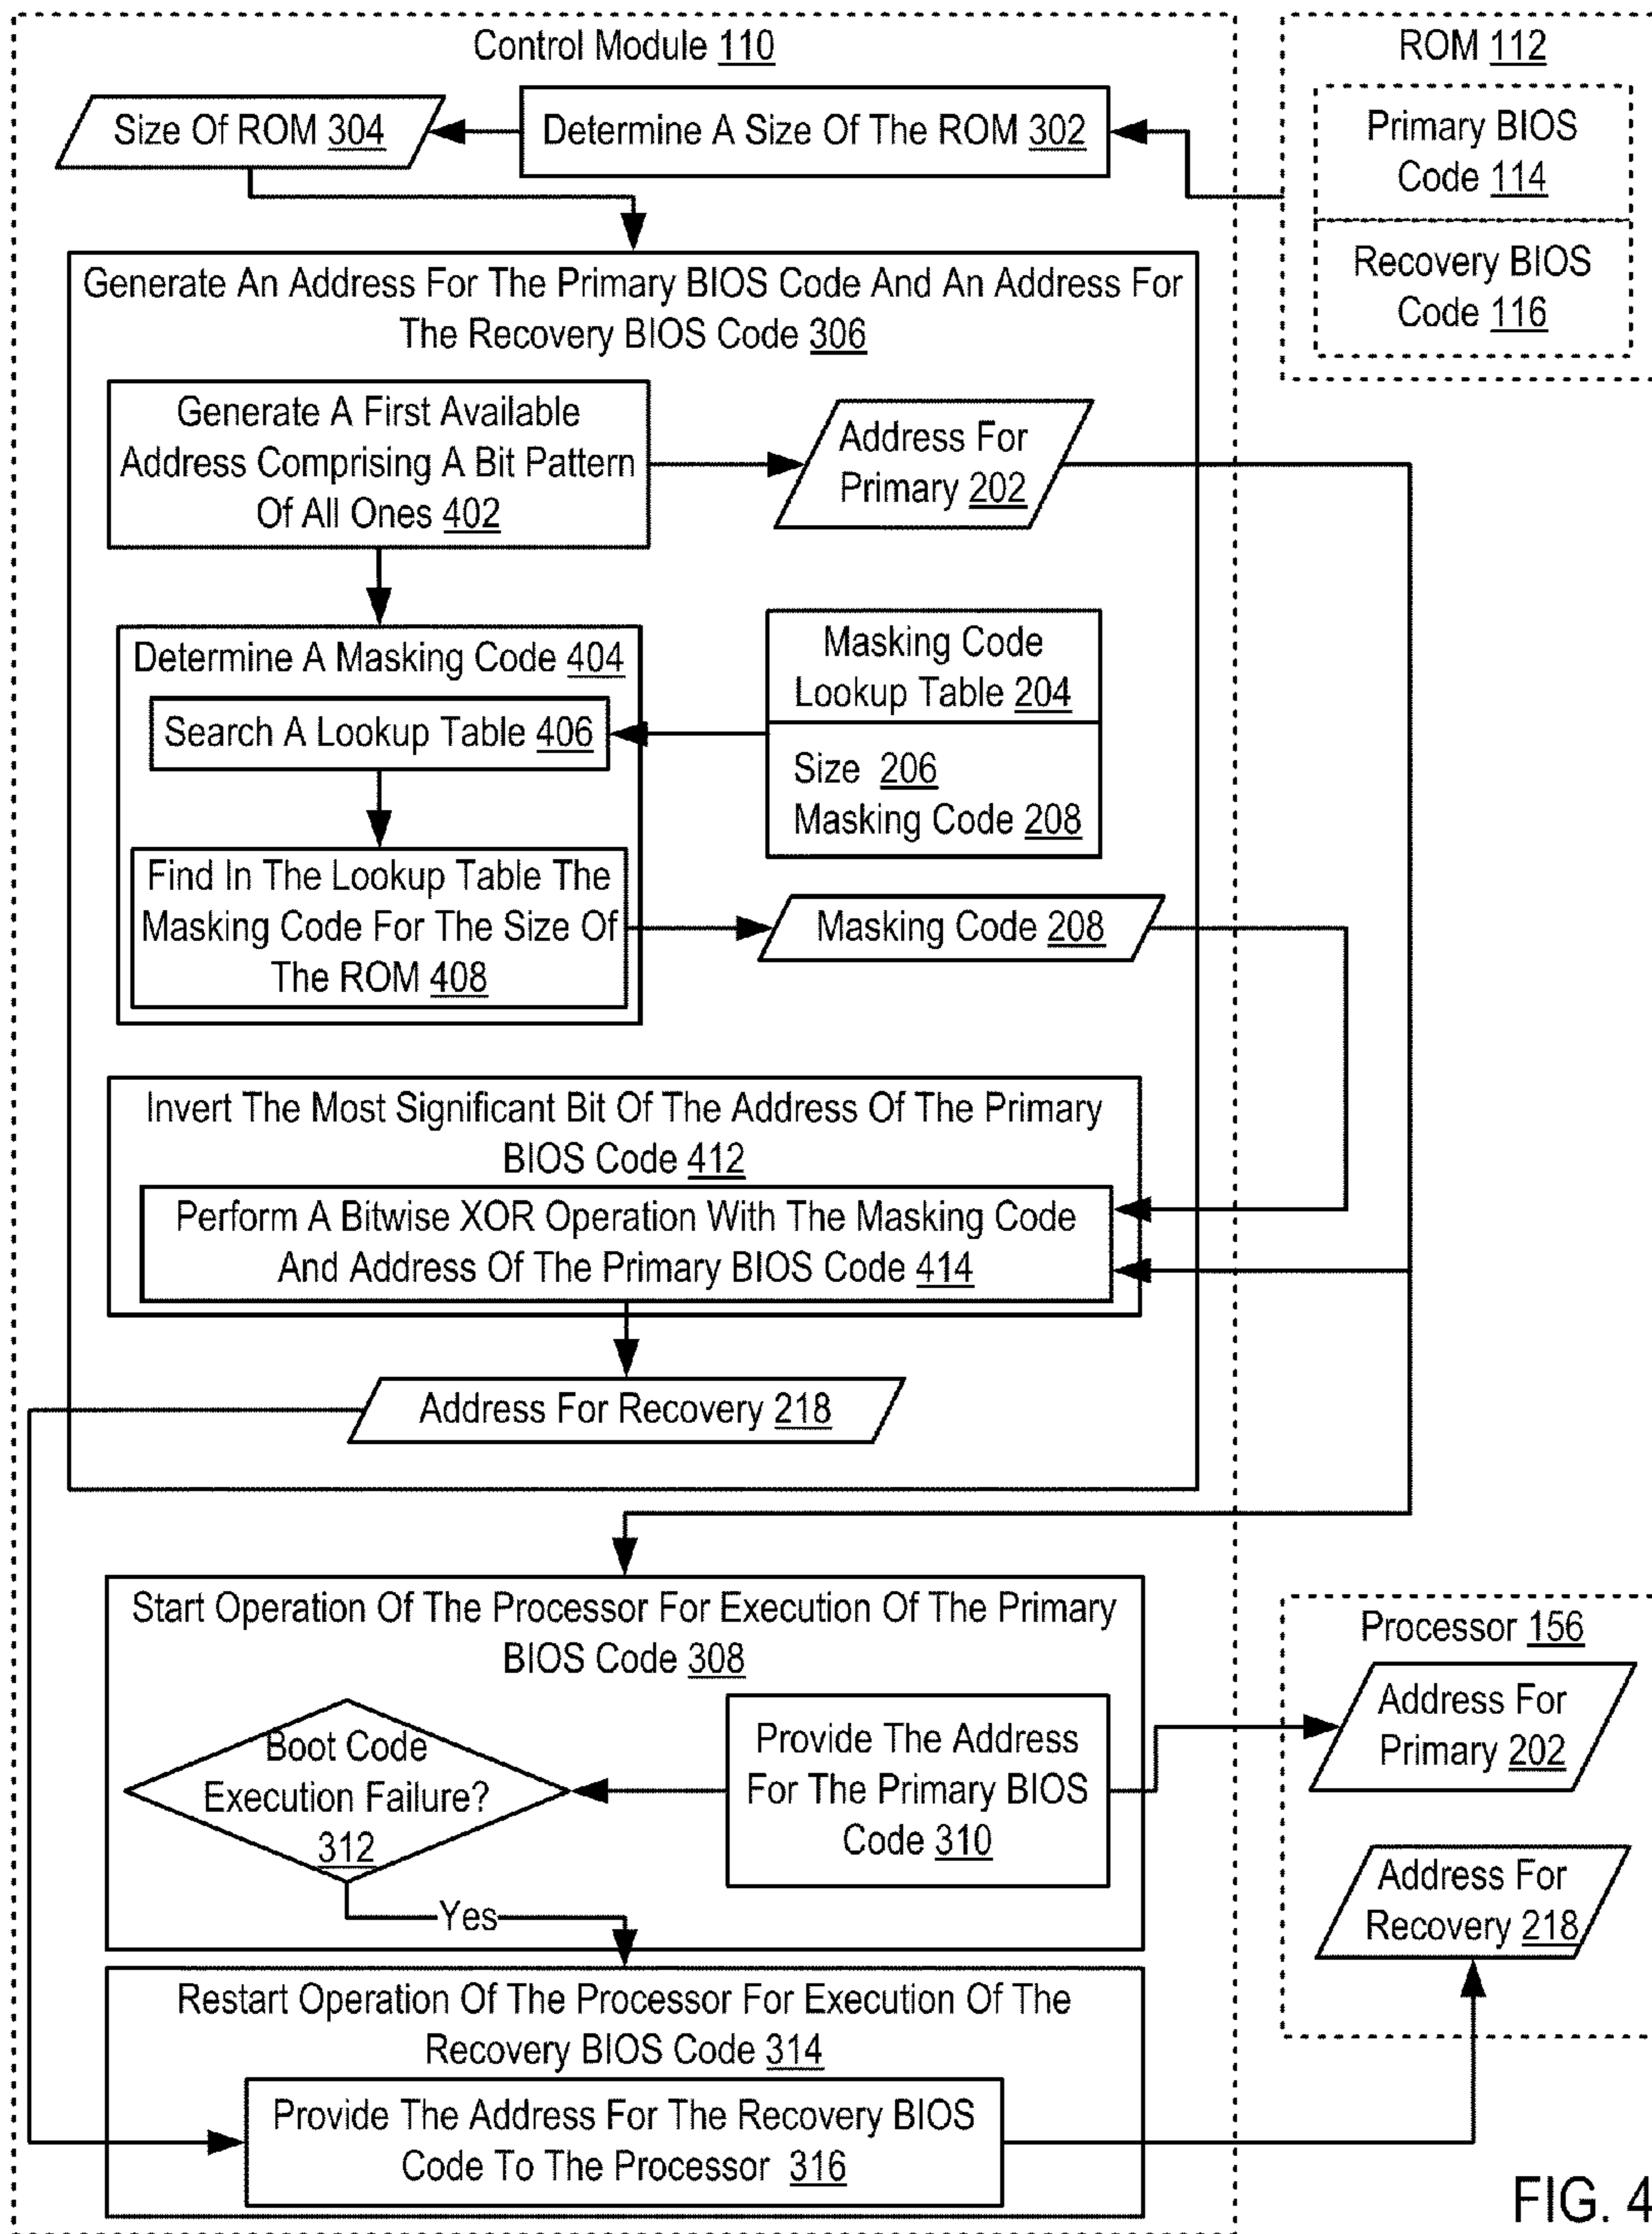 Control Module 110
ROM 112
Primary BIOS
Code 114
Recovery BIOS
Code 116
Size Of ROM 304
Determine A Size Of The ROM 302
Generate An Address For The Primary BIOS Code And An Address For
The Recovery BIOS Code 306
Generate A First Available
Address Comprising A Bit Pattern
Of All Ones 402
Address For
Primary 202
Determine A Masking Code 404
Search A Lookup Table 406
Masking Code
Lookup Table 204
Size 206
Masking Code 208
Find In The Lookup Table The
Masking Code For The Size Of
The ROM 408
Masking Code 208
Invert The Most Significant Bit Of The Address Of The Primary
BIOS Code 412
Perform A Bitwise XOR Operation With The Masking Code
And Address Of The Primary BIOS Code 414
Address For Recovery 218
Start Operation Of The Processor For Execution Of The Primary
BIOS Code 308
Boot Code
Execution Failure?
312
Provide The Address
For The Primary BIOS
Code 310
Yes
Processor 156
Address For
Primary 202
Address For
Recovery 218
Restart Operation Of The Processor For Execution Of The
Recovery BIOS Code 314
Provide The Address For The Recovery BIOS
Code To The Processor 316
FIG. 4